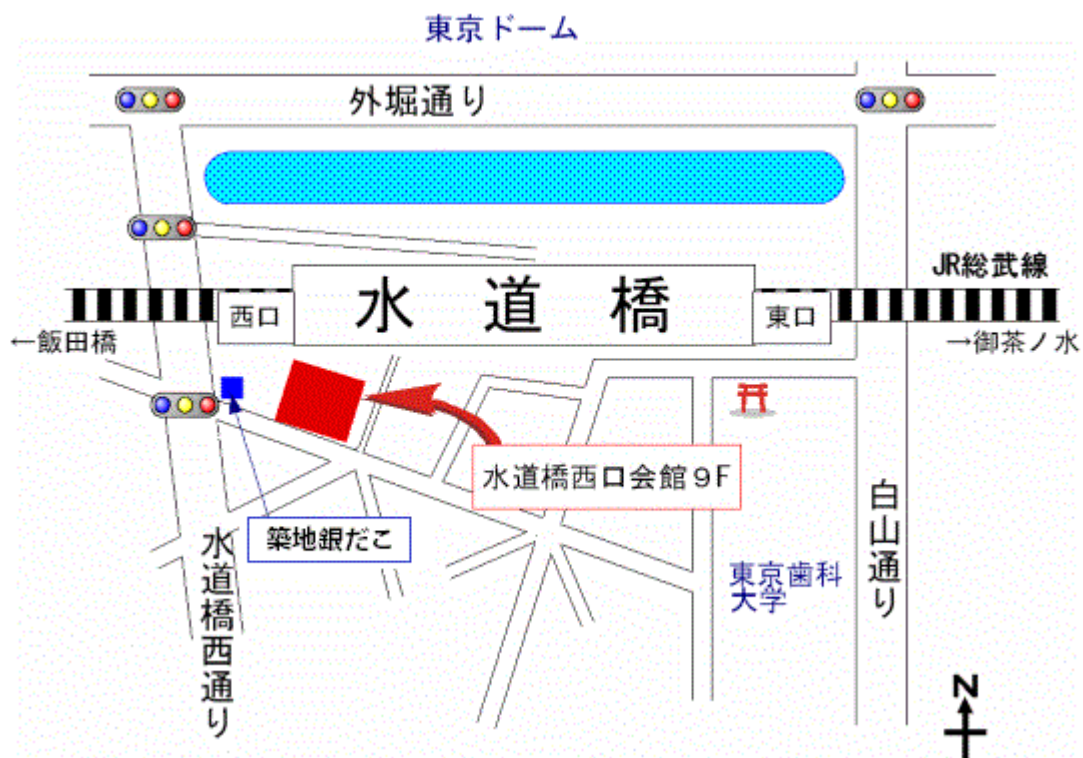 東京ドーム
外堀通り
JR総武線
水道橋
西口
東口
←飯田橋
→御茶ノ水
水道橋西口会館９F
築地銀だこ
水道橋西通り
東京歯科
大学
白山通り
N